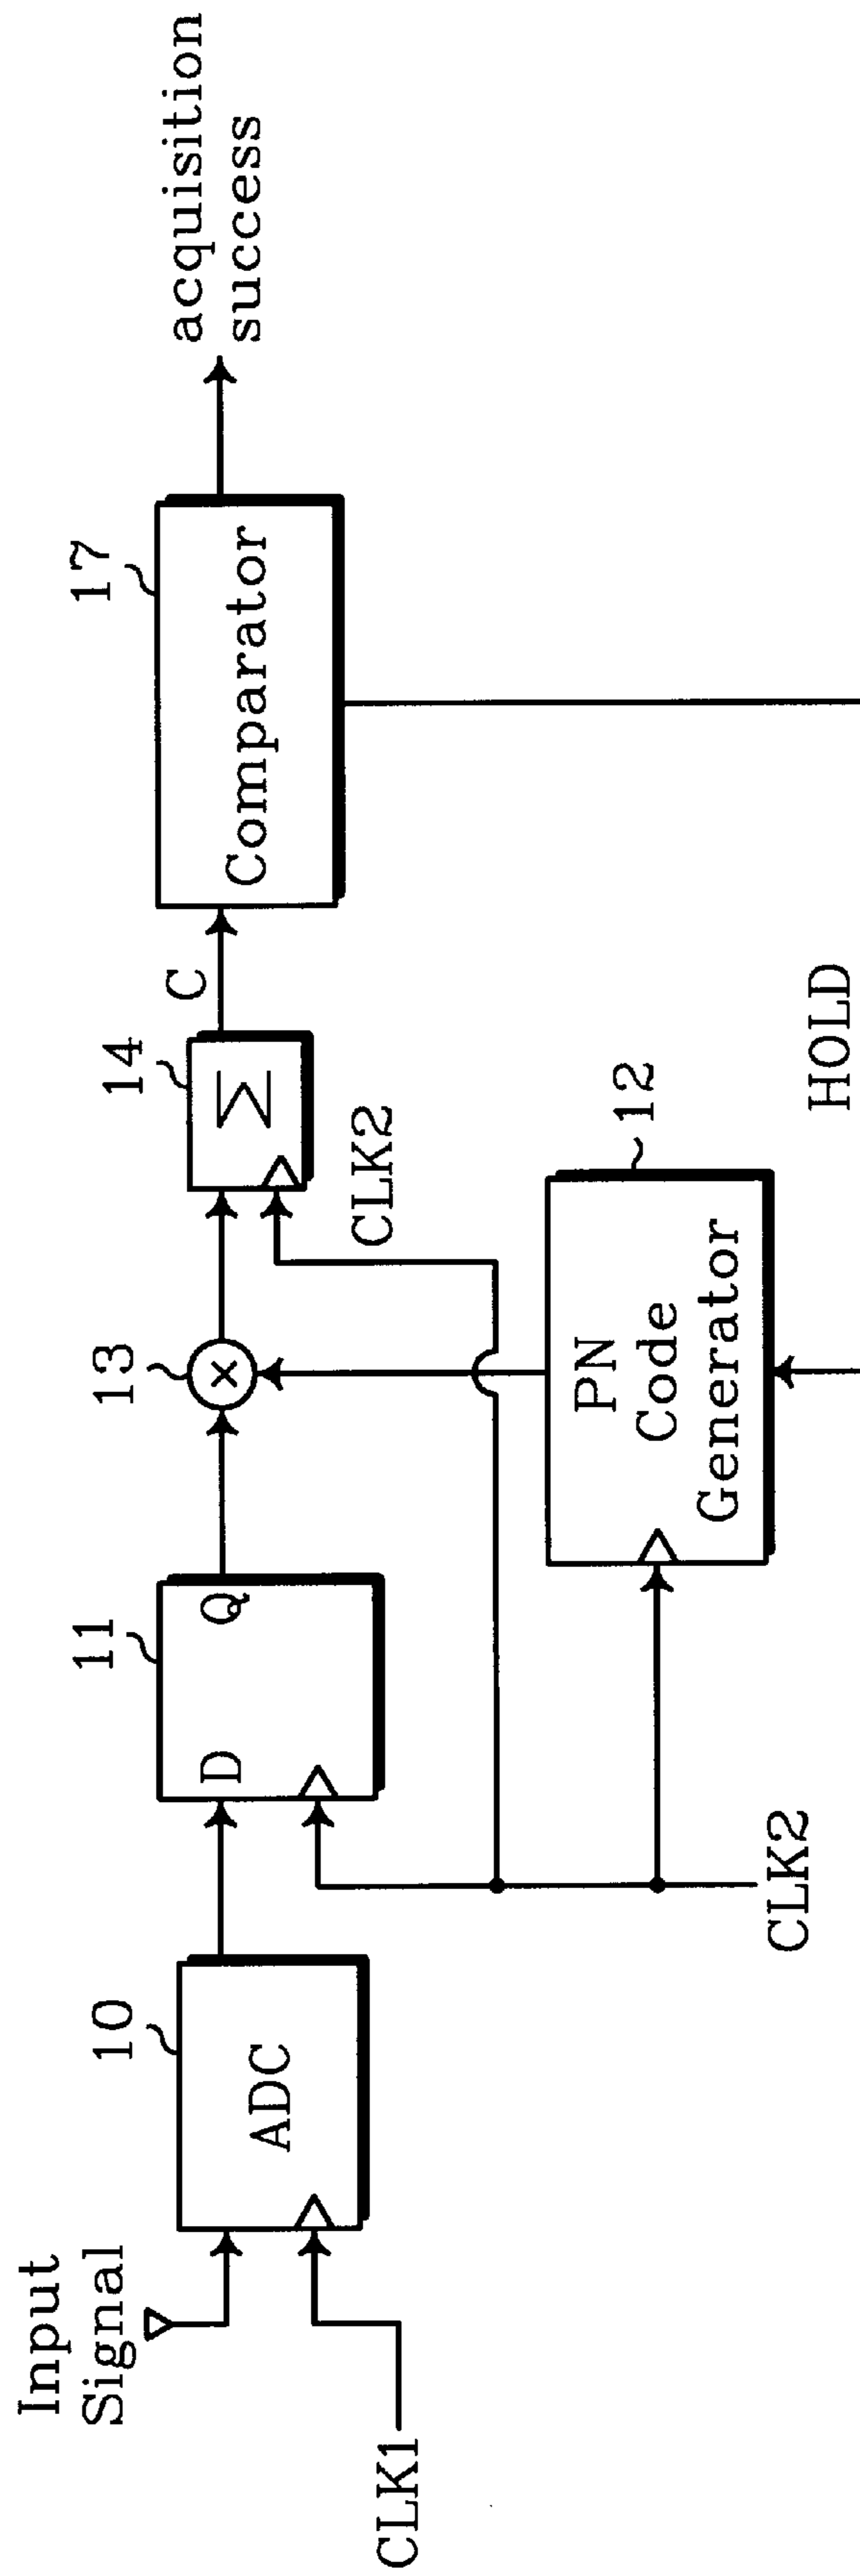 Input
Signal
CLK1
10
ADC
11
D
Q
CLK2
13
×
PN
Code
Generator
12
14
Σ
CLK2
C
17
Comparator
HOLD
acquisition
success